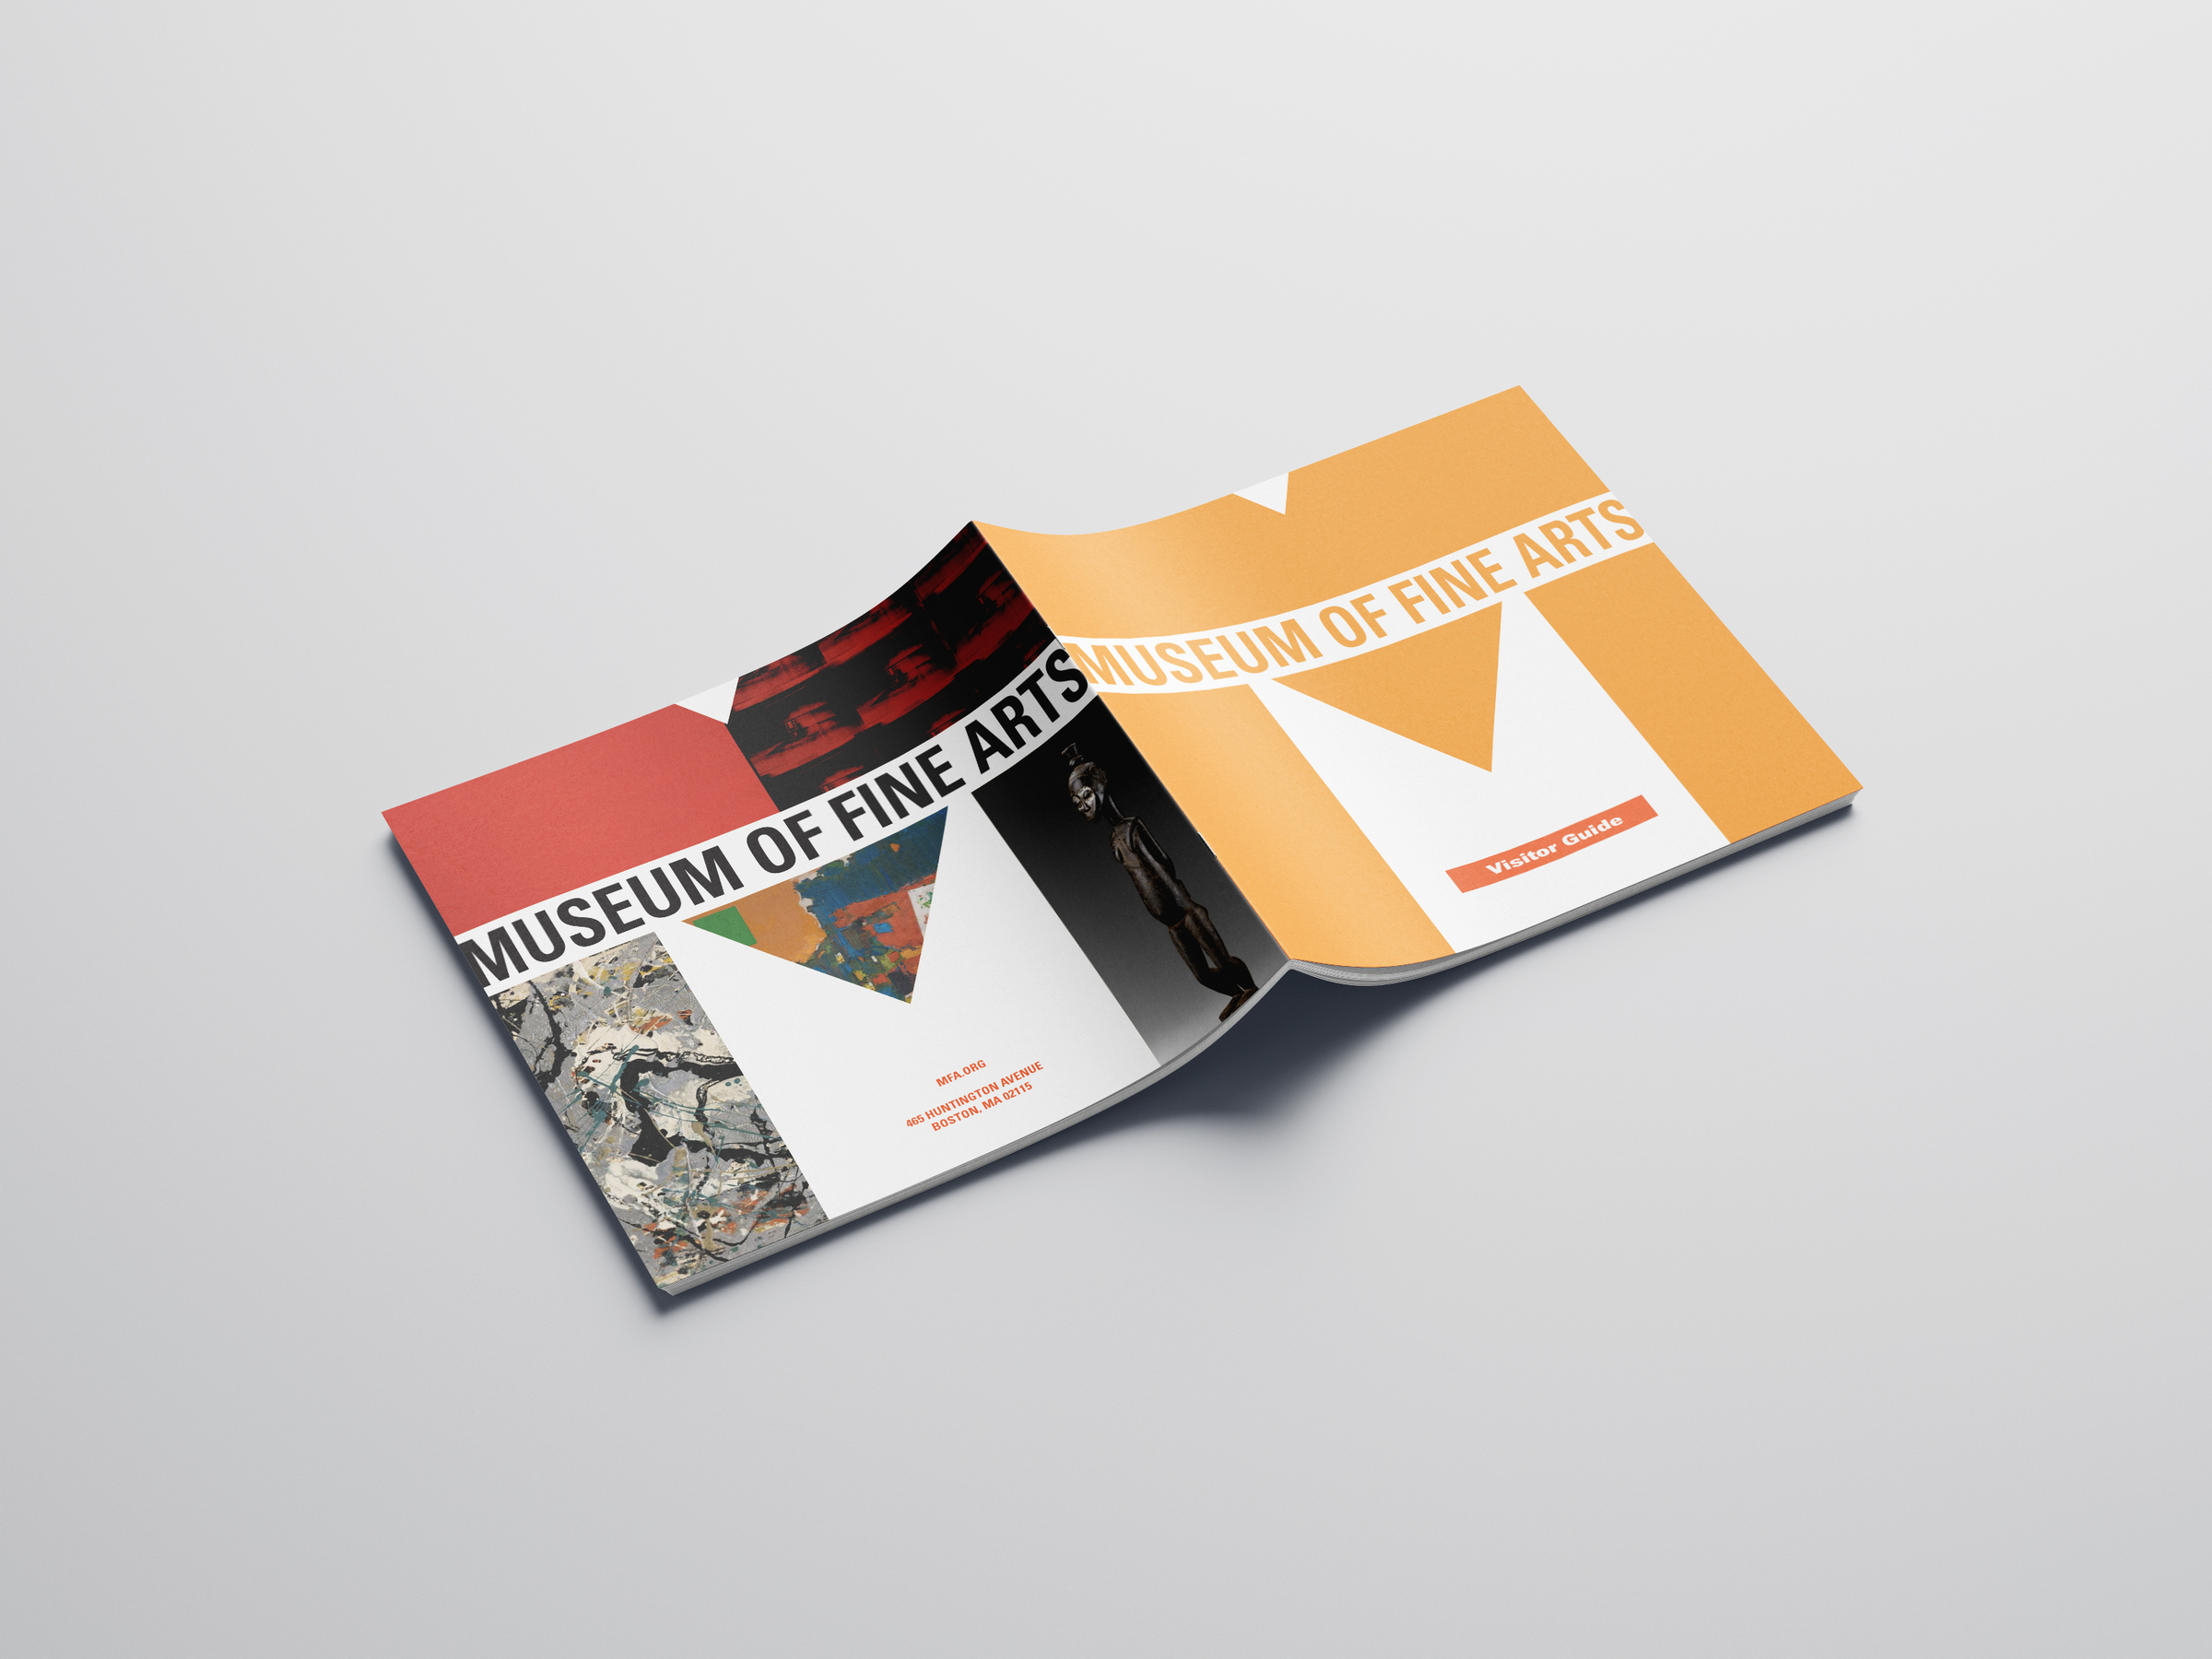 MUSEUM OF FINE ARTS
MFA.ORG
465 HUNTINGTON AVENUE
BOSTON, MA 02115
MUSEUM OF FINE ARTS
Visitor Guide